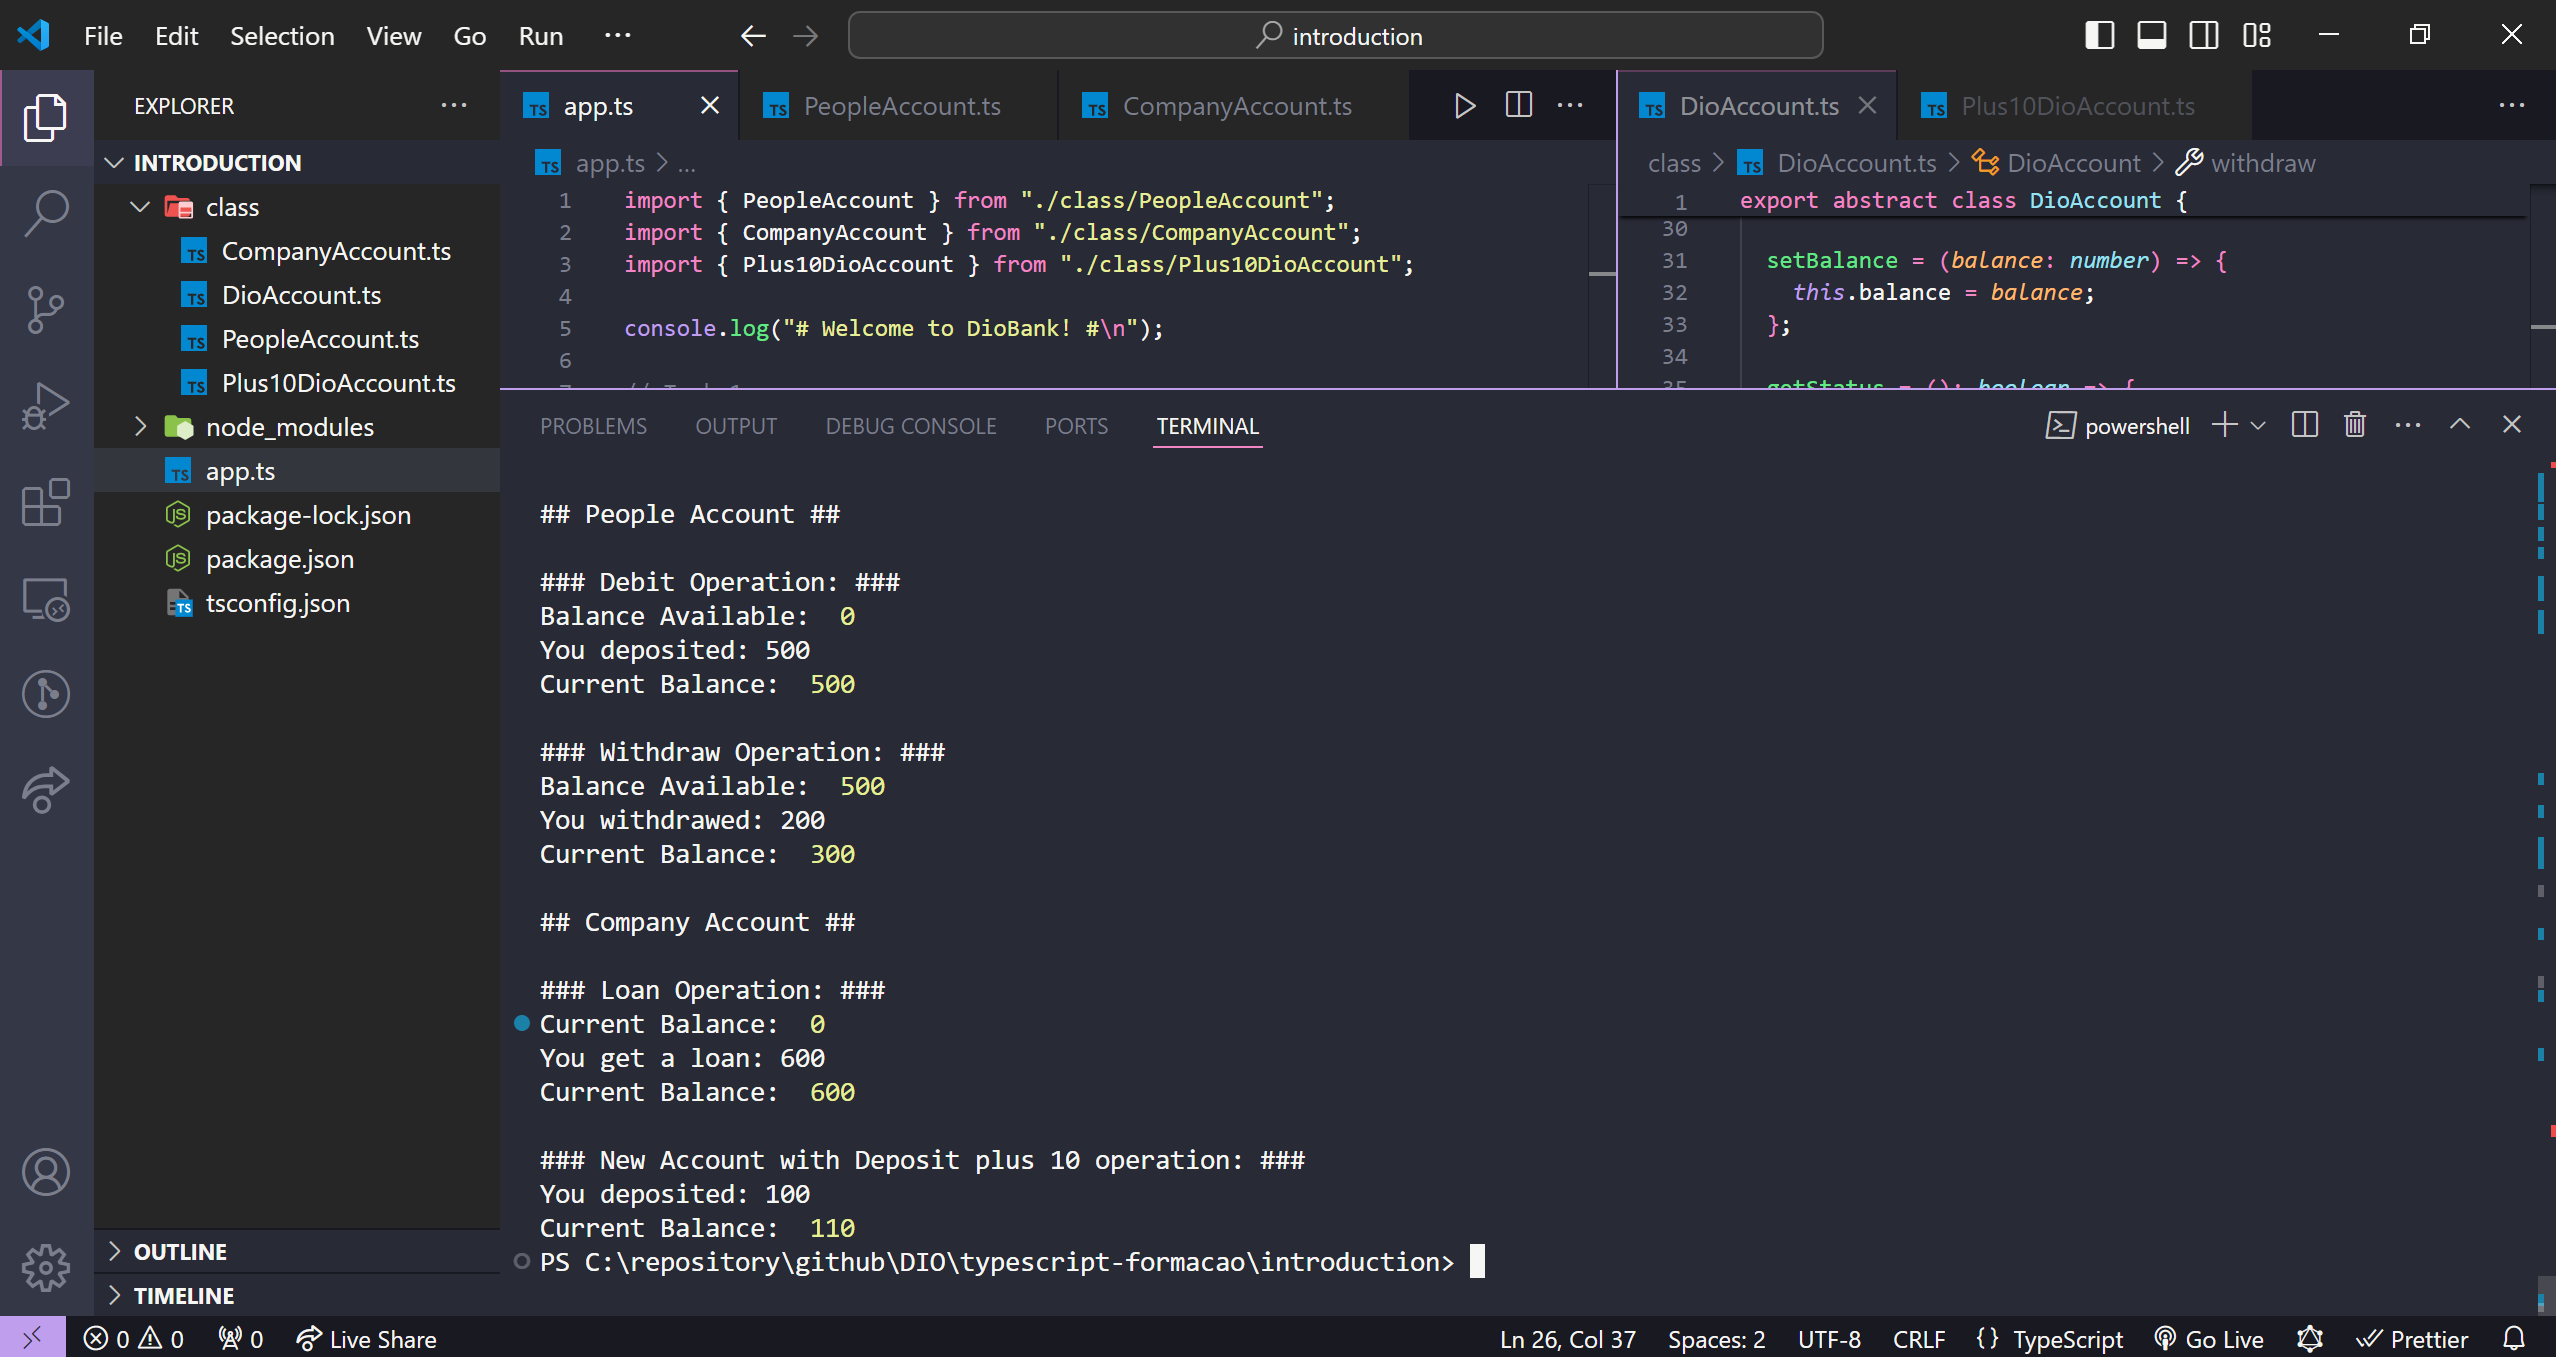 File Edit Selection View Go Run ...
introduction
EXPLORER
INTRODUCTION
class
CompanyAccount.ts
DioAccount.ts
PeopleAccount.ts
Plus10DioAccount.ts
node_modules
app.ts
package-lock.json
package.json
tsconfig.json
OUTLINE
TIMELINE
app.ts PeopleAccount.ts CompanyAccount.ts
app.ts > ...
1 import { PeopleAccount } from "./class/PeopleAccount";
2 import { CompanyAccount } from "./class/CompanyAccount";
3 import { Plus10DioAccount } from "./class/Plus10DioAccount";
4
5 console.log("# Welcome to DioBank! #\n");
6
DioAccount.ts Plus10DioAccount.ts
class > DioAccount.ts > DioAccount > withdraw
1 export abstract class DioAccount {
30
31 setBalance = (balance: number) => {
32 this.balance = balance;
33 };
34
35 getStatus = (): boolean => {
PROBLEMS OUTPUT DEBUG CONSOLE PORTS TERMINAL
powershell
## People Account ##
### Debit Operation: ###
Balance Available:  0
You deposited: 500
Current Balance:  500
### Withdraw Operation: ###
Balance Available:  500
You withdrawed: 200
Current Balance:  300
## Company Account ##
### Loan Operation: ###
Current Balance:  0
You get a loan: 600
Current Balance:  600
### New Account with Deposit plus 10 operation: ###
You deposited: 100
Current Balance:  110
PS C:\repository\github\DIO\typescript-formacao\introduction>
0 0 0 Live Share Ln 26, Col 37 Spaces: 2 UTF-8 CRLF {} TypeScript Go Live Prettier